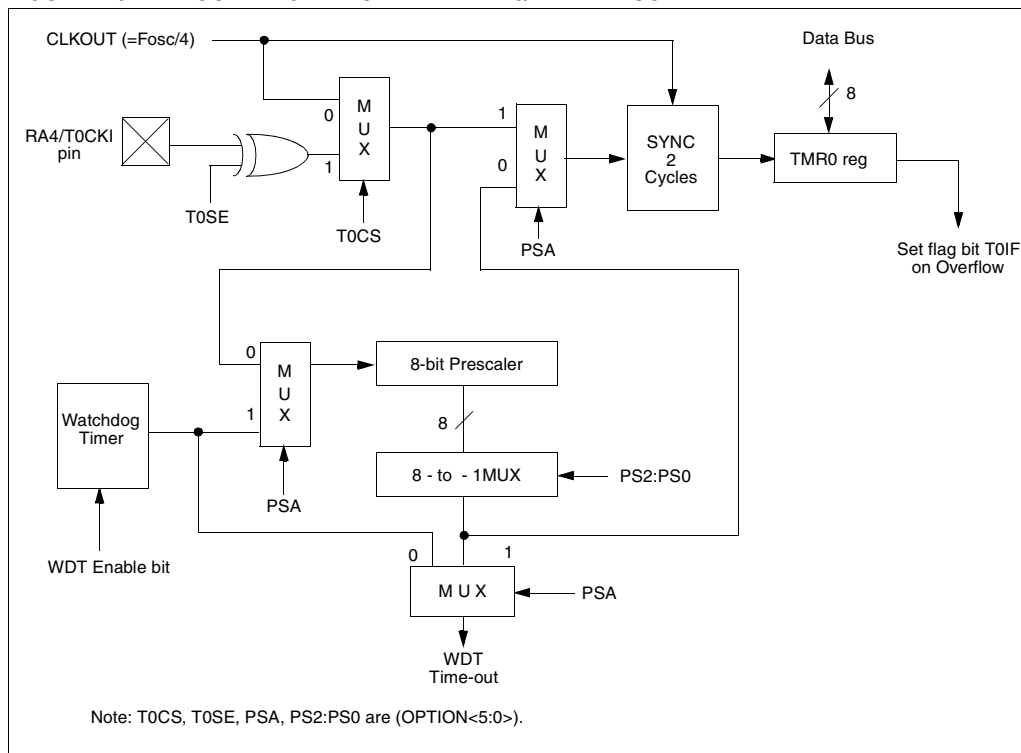 CLKOUT (=Fosc/4)
Data Bus
8
M
U
X
0
1
RA4/T0CKI
pin
T0SE
T0CS
1
0
M
U
X
PSA
SYNC
2
Cycles
TMR0 reg
Set flag bit T0IF
on Overflow
0
1
M
U
X
8-bit Prescaler
Watchdog
Timer
8
8 - to - 1MUX
PS2:PS0
PSA
WDT Enable bit
0
1
M U X
PSA
WDT
Time-out
Note: T0CS, T0SE, PSA, PS2:PS0 are (OPTION<5:0>).